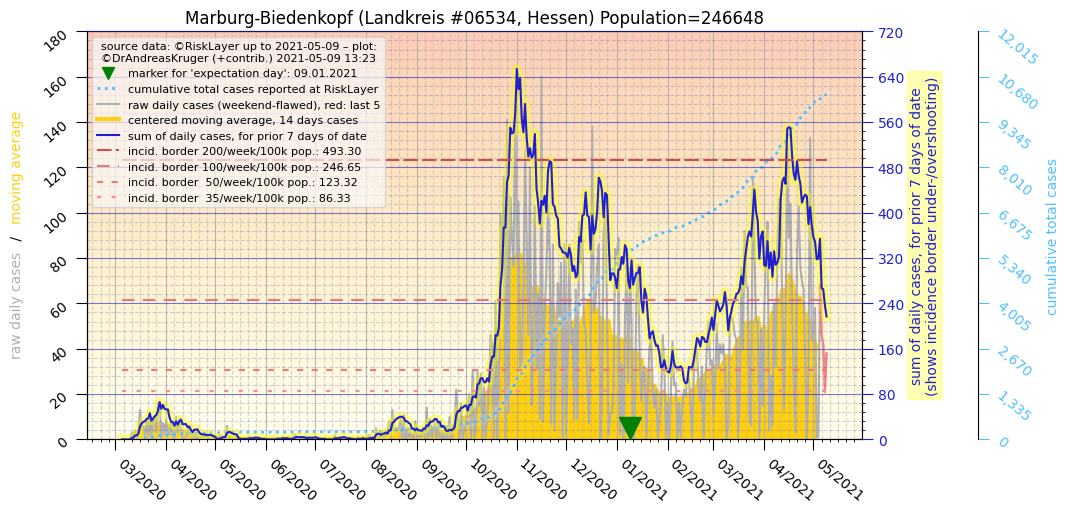 Marburg-Biedenkopf (Landkreis #06534, Hessen) Population=246648
source data: ©RiskLayer up to 2021-05-09 – plot:
©DrAndreasKruger (+contrib.) 2021-05-09 13:23
marker for 'expectation day': 09.01.2021
cumulative total cases reported at RiskLayer
raw daily cases (weekend-flawed), red: last 5
centered moving average, 14 days cases
sum of daily cases, for prior 7 days of date
incid. border 200/week/100k pop.: 493.30
incid. border 100/week/100k pop.: 246.65
incid. border  50/week/100k pop.: 123.32
incid. border  35/week/100k pop.: 86.33
raw daily cases  /  moving average
180
160
140
120
100
80
60
40
20
0
03/2020
04/2020
05/2020
06/2020
07/2020
08/2020
09/2020
10/2020
11/2020
12/2020
01/2021
02/2021
03/2021
04/2021
05/2021
720
640
560
480
400
320
240
160
80
0
sum of daily cases, for prior 7 days of date
(shows incidence border under-/overshooting)
12,015
10,680
9,345
8,010
6,675
5,340
4,005
2,670
1,335
0
cumulative total cases